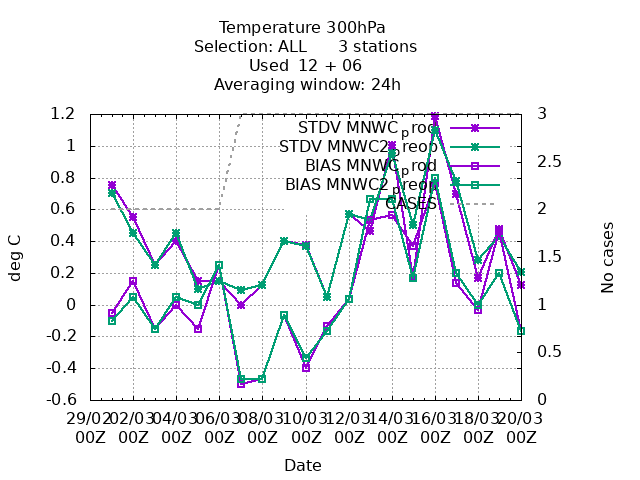 Temperature 300hPa
Selection: ALL 3 stations
Used 12 + 06
Averaging window: 24h
1.2
1
0.8
0.6
0.4
0.2
0
-0.2
-0.4
-0.6
3
2.5
2
1.5
1
0.5
0
STDV MNWC_prod
STDV MNWC2_preop
BIAS MNWC_prod
BIAS MNWC2_preop
CASES
deg C
No cases
29/02 02/03 04/03 06/03 08/03 10/03 12/03 14/03 16/03 18/03 20/03
00Z 00Z 00Z 00Z 00Z 00Z 00Z 00Z 00Z 00Z 00Z
Date